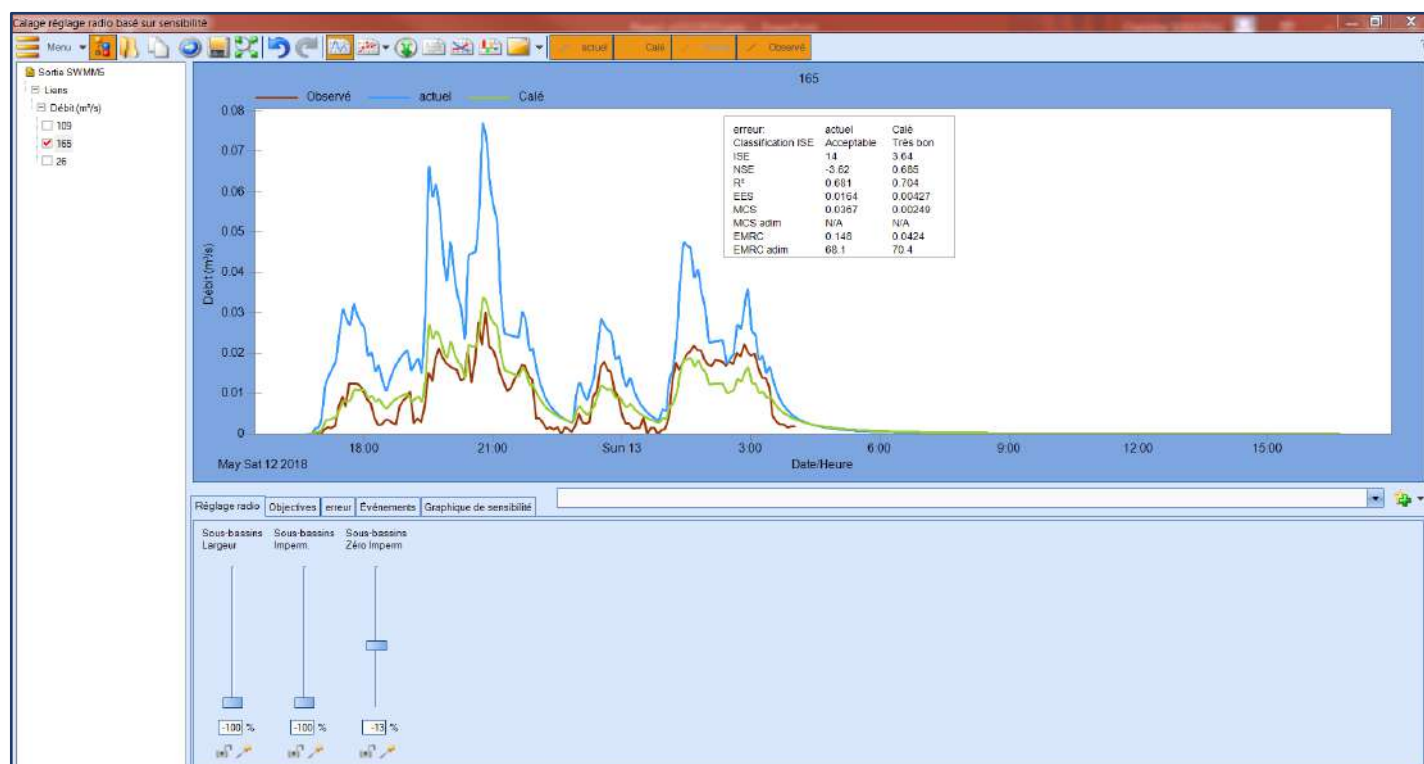 Calage réglage radio basé sur sensibilité
Menu
actuel Calé Observé
Sortie SWMM5
Liens
Débit (m³/s)
109
165
26
165
Observé actuel Calé
0.08
0.07
0.06
0.05
0.04
0.03
0.02
0.01
0
Débit (m³/s)
erreur: actuel Calé
Classification ISE Acceptable Très bon
ISE 14 3.64
NSE -3.62 0.685
R² 0.681 0.704
EES 0.0164 0.00427
MCS 0.0367 0.00249
MCS adim N/A N/A
EMRC 0.148 0.0424
EMRC adim 68.1 70.4
18:00 21:00 Sun 13 3:00 6:00 9:00 12:00 15:00
May Sat 12 2018 Date/Heure
Réglage radio Objectives erreur Événements Graphique de sensibilité
Sous-bassins Sous-bassins Sous-bassins
Largeur Imperm. Zéro Imperm
-100 % -100 % -13 %